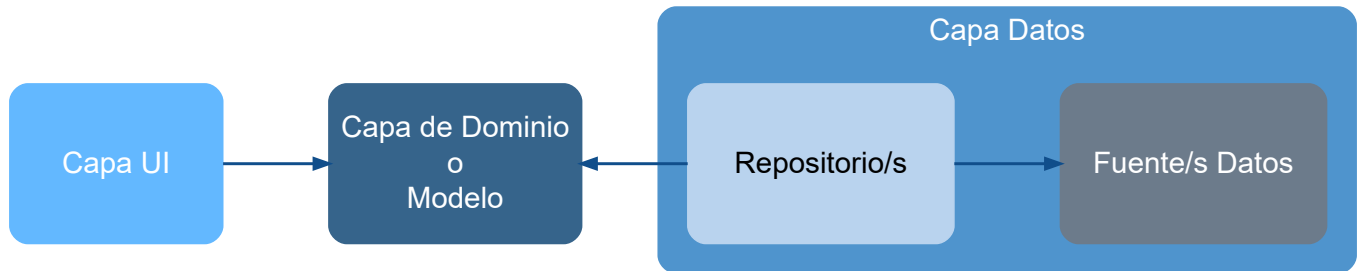 Capa Datos
Capa UI
Capa de Dominio
o
Modelo
Repositorio/s
Fuente/s Datos